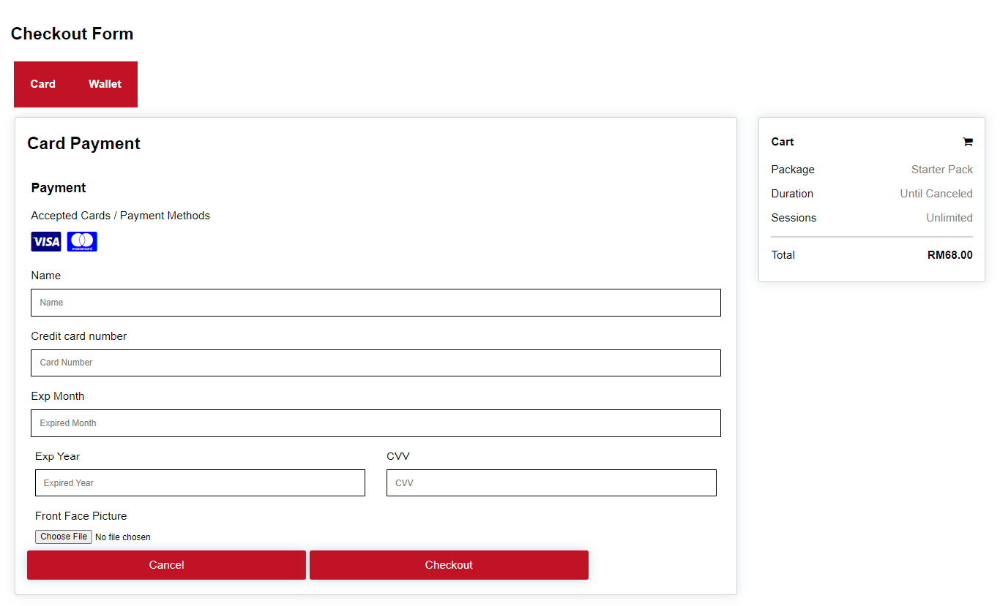 Checkout Form
Card Wallet
Card Payment
Payment
Accepted Cards / Payment Methods
VISA mastercard
Name
Name
Credit card number
Card Number
Exp Month
Expired Month
Exp Year CVV
Expired Year CVV
Front Face Picture
Choose File No file chosen
Cancel Checkout
Cart
Package Starter Pack
Duration Until Canceled
Sessions Unlimited
Total RM68.00